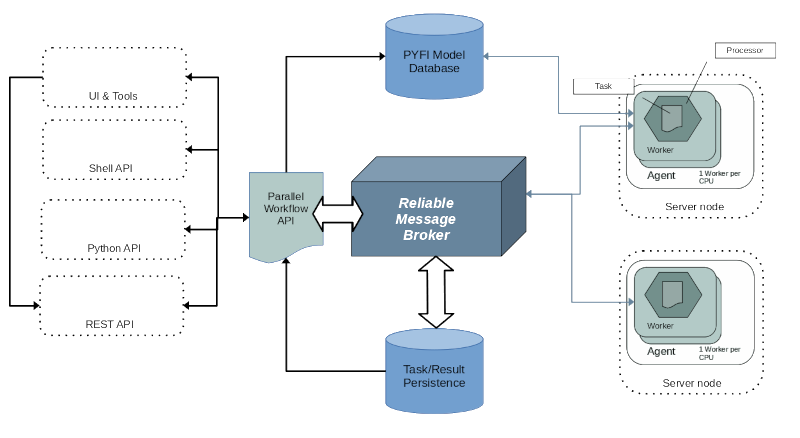 PYFI Model
Database
Processor
Task
UI & Tools
Shell API
Python API
REST API
Parallel
Workflow
API
Reliable
Message
Broker
Task/Result
Persistence
Worker
Agent
1 Worker per
CPU
Server node
Worker
Agent
1 Worker per
CPU
Server node